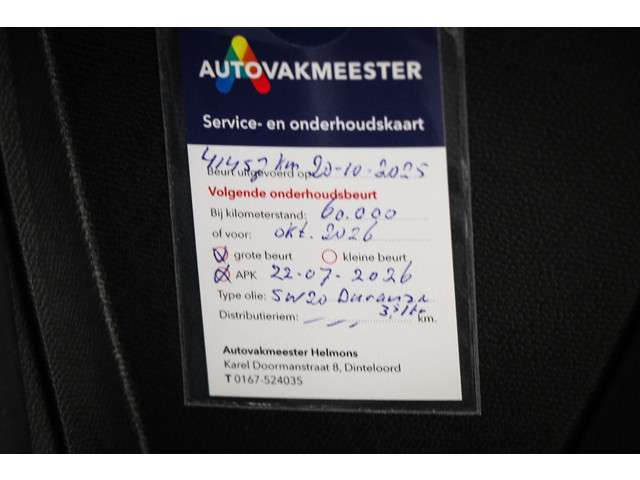 AUTOVAKMEESTER
Service- en onderhoudskaart
41457 km 20-10-2025
Beurt uitgevoerd op
Volgende onderhoudsbeurt
Bij kilometerstand: 60.000
of voor: okt. 2026
grote beurt kleine beurt
APK 22-07-2026
Type olie: 5W20
Distributieriem: km.
Autovakmeester Helmons
Karel Doormanstraat 8, Dinteloord
T 0167-524035